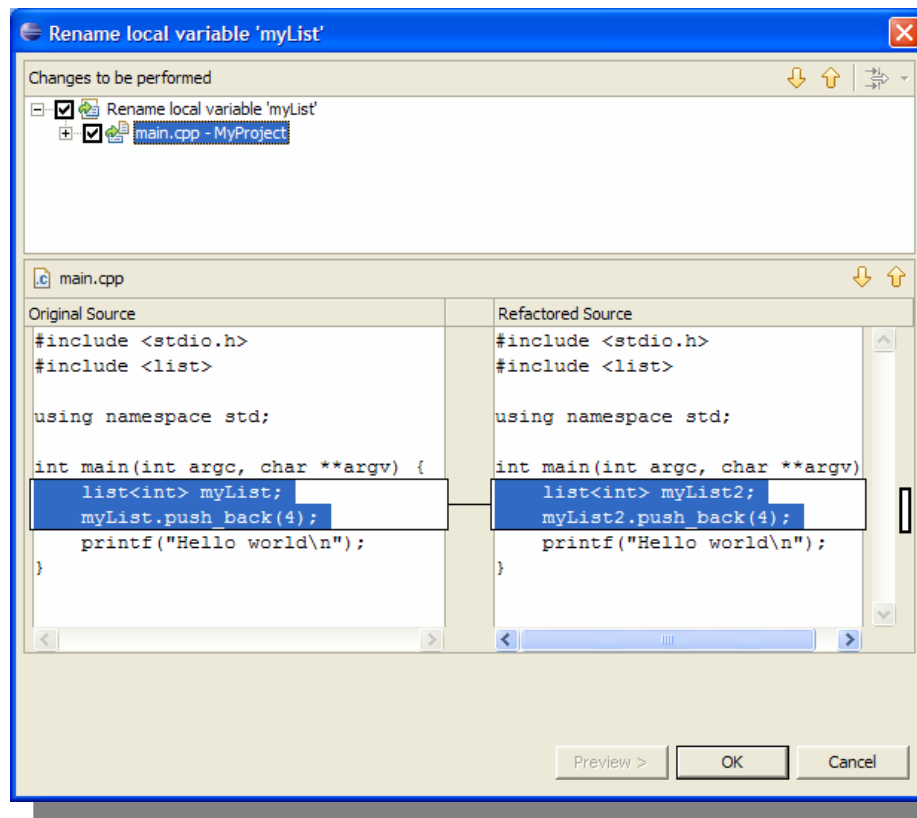 Rename local variable 'myList'
Changes to be performed
Rename local variable 'myList'
main.cpp - MyProject
.c main.cpp
Original Source
#include <stdio.h>
#include <list>
using namespace std;
int main(int argc, char **argv) {
list<int> myList;
myList.push_back(4);
printf("Hello world\n");
}
Refactored Source
#include <stdio.h>
#include <list>
using namespace std;
int main(int argc, char **argv)
list<int> myList2;
myList2.push_back(4);
printf("Hello world\n");
}
Preview >
OK
Cancel